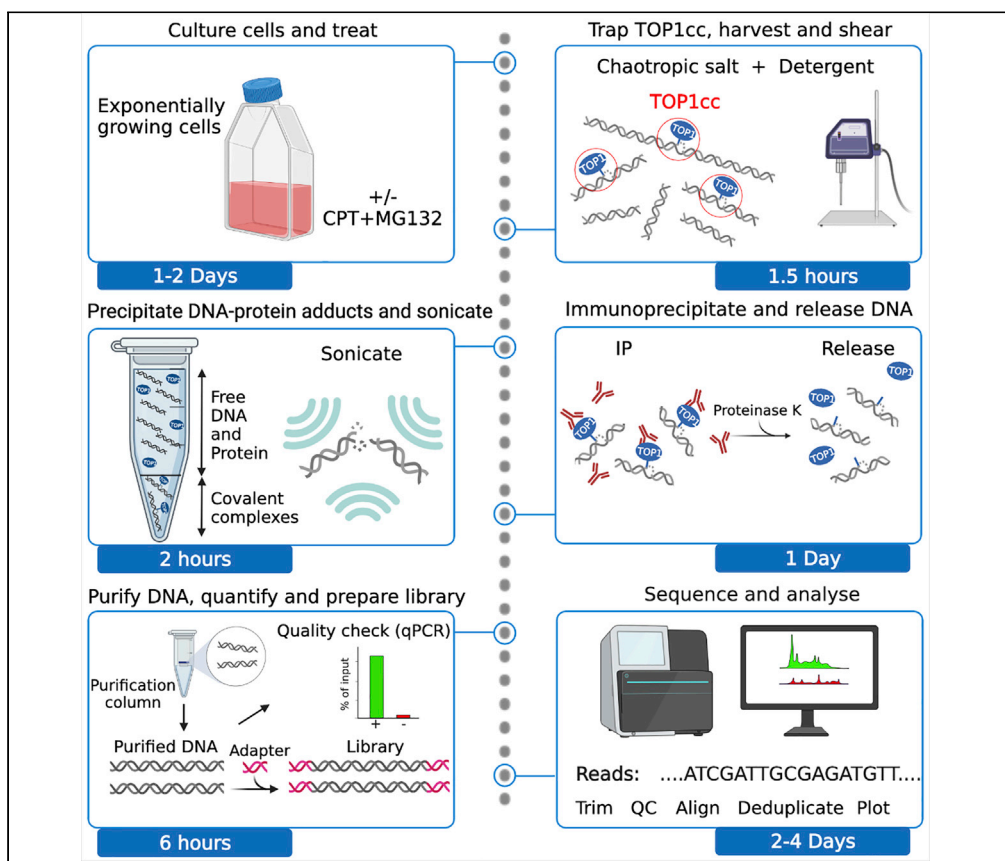 Culture cells and treat
Exponentially
growing cells
+/-
CPT+MG132
1-2 Days
Trap TOP1cc, harvest and shear
Chaotropic salt + Detergent
TOP1cc
TOP1
TOP1
TOP1
1.5 hours
Precipitate DNA-protein adducts and sonicate
TOP1
TOP1
TOP1
TOP1
Free
DNA
and
Protein
Covalent
complexes
Sonicate
2 hours
Immunoprecipitate and release DNA
IP
Release
TOP1
TOP1
TOP1
Proteinase K
TOP1
TOP1
TOP1
TOP1
1 Day
Purify DNA, quantify and prepare library
Quality check (qPCR)
% of input
+ -
Purification
column
Purified DNA
Adapter
Library
6 hours
Sequence and analyse
Reads: ....ATCGATTGCGAGATGTT....
Trim QC Align Deduplicate Plot
2-4 Days